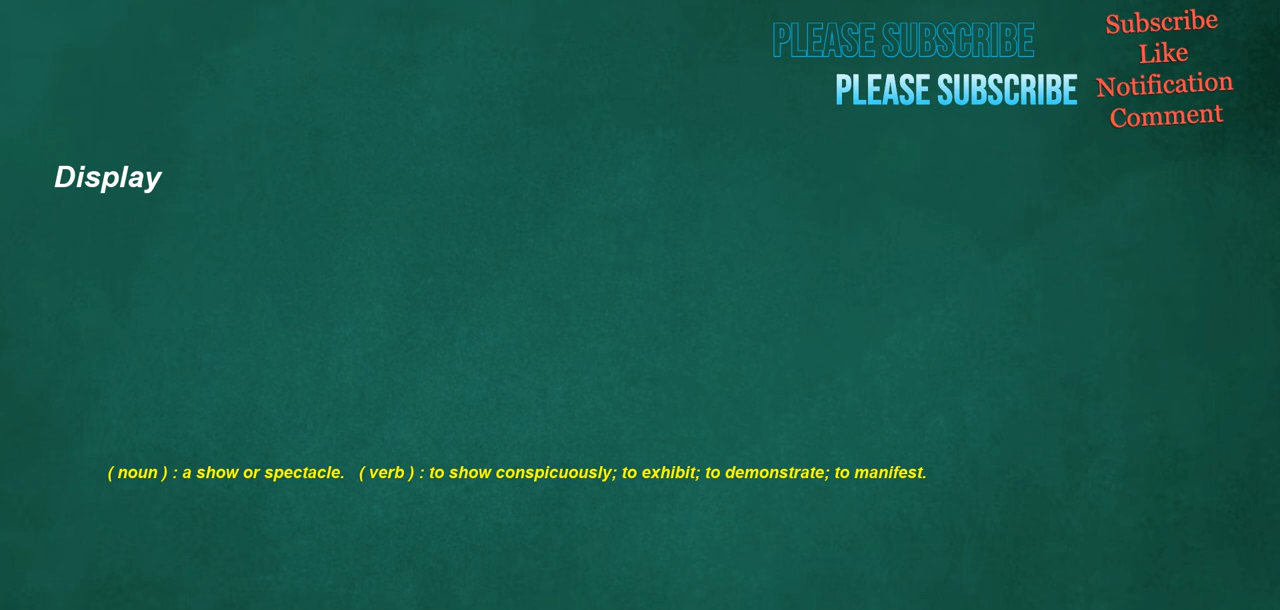 PLEASE SUBSCRIBE
PLEASE SUBSCRIBE
Subscribe
Like
Notification
Comment
Display
( noun ) : a show or spectacle.   ( verb ) : to show conspicuously; to exhibit; to demonstrate; to manifest.